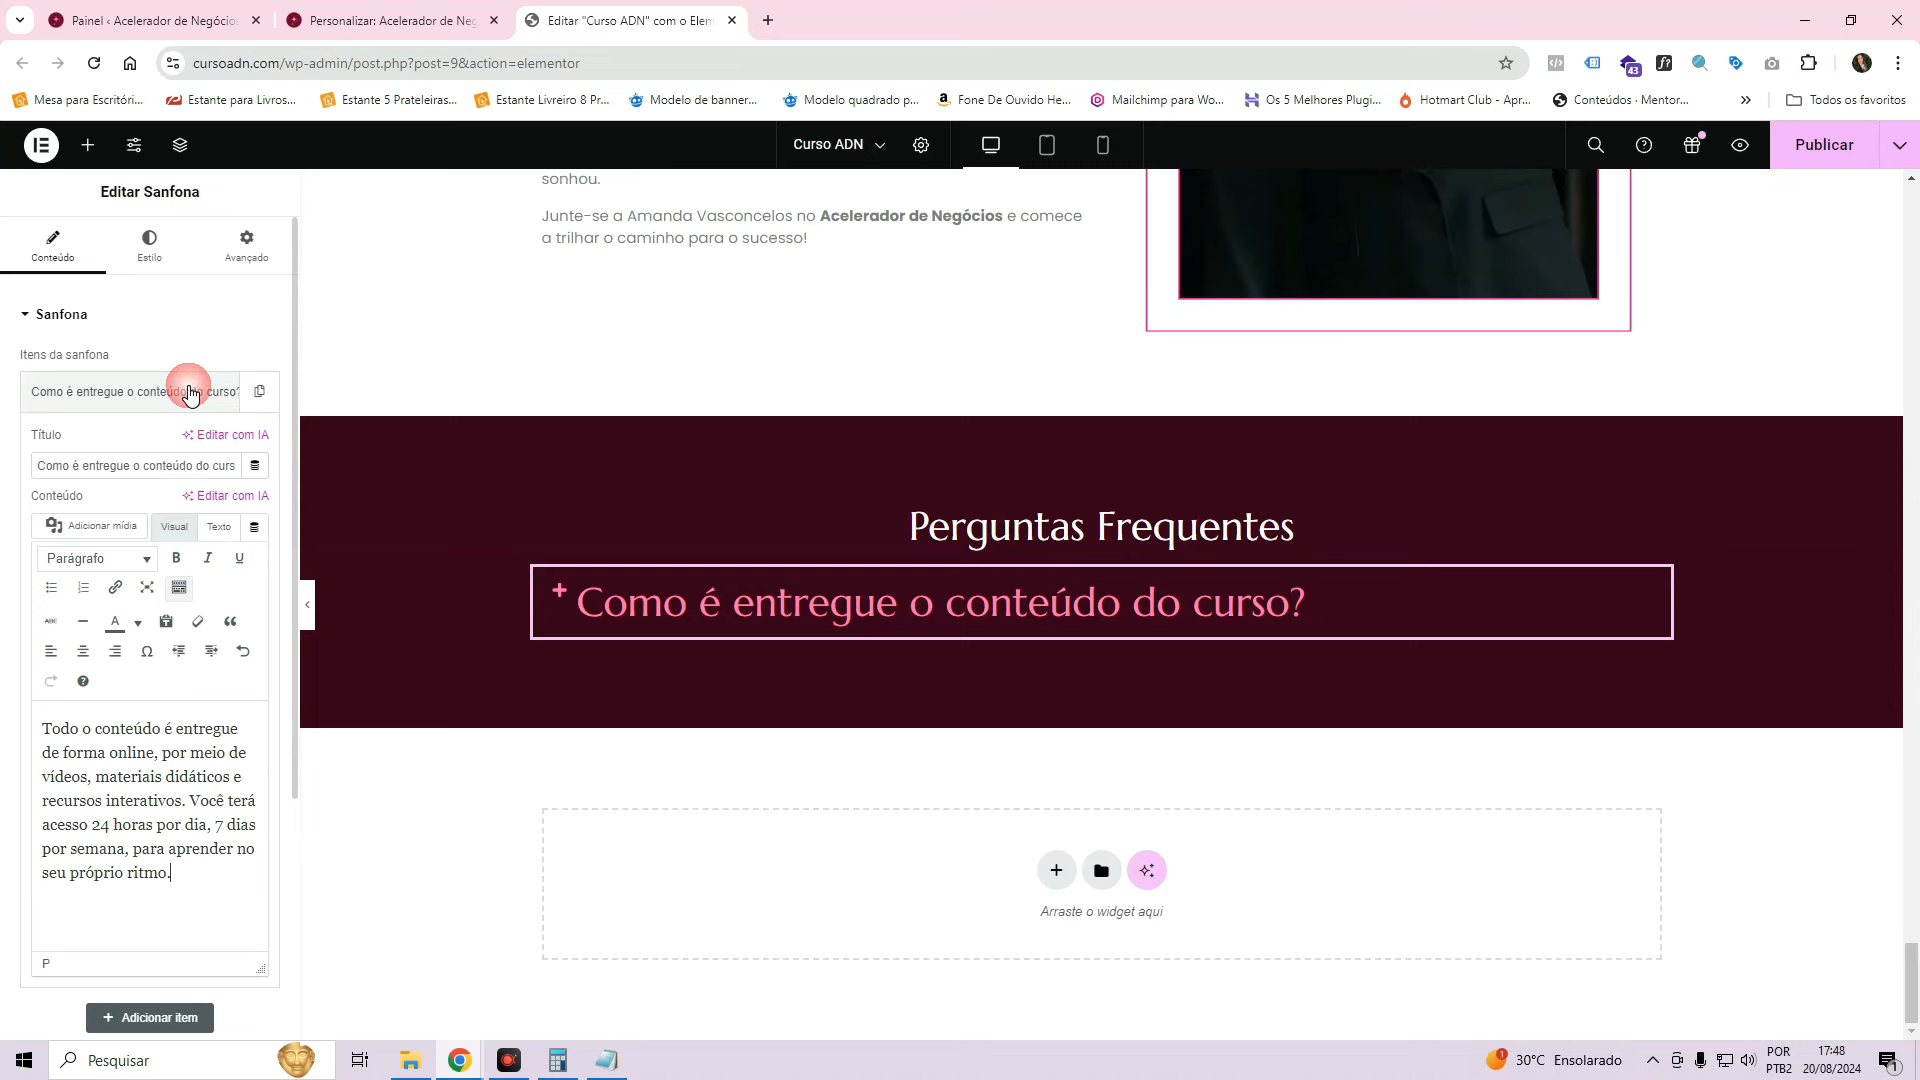 Painel ‹ Acelerador de Negócios
Personalizar: Acelerador de Neg
Editar "Curso ADN" com o Elem
cursoadn.com/wp-admin/post.php?post=9&action=elementor
43
Mesa para Escritóri...
Estante para Livros...
Estante 5 Prateleiras...
Estante Livreiro 8 Pr...
Modelo de banner...
Modelo quadrado p...
Fone De Ouvido He...
Mailchimp para Wo...
Os 5 Melhores Plugi...
Hotmart Club - Apr...
Conteúdos · Mentor...
Todos os favoritos
Curso ADN
Publicar
Editar Sanfona
Conteúdo
Estilo
Avançado
Sanfona
Itens da sanfona
Como é entregue o conteúdo do curso?
Título
Editar com IA
Como é entregue o conteúdo do curs
Conteúdo
Editar com IA
Adicionar mídia
Visual
Texto
Parágrafo
B I U
ABC
A
Todo o conteúdo é entregue
de forma online, por meio de
vídeos, materiais didáticos e
recursos interativos. Você terá
acesso 24 horas por dia, 7 dias
por semana, para aprender no
seu próprio ritmo.
P
Adicionar item
sonhou.
Junte-se a Amanda Vasconcelos no Acelerador de Negócios e comece
a trilhar o caminho para o sucesso!
Perguntas Frequentes
+ Como é entregue o conteúdo do curso?
Arraste o widget aqui
Pesquisar
1
30°C Ensolarado
POR
PTB2
17:48
20/08/2024
1